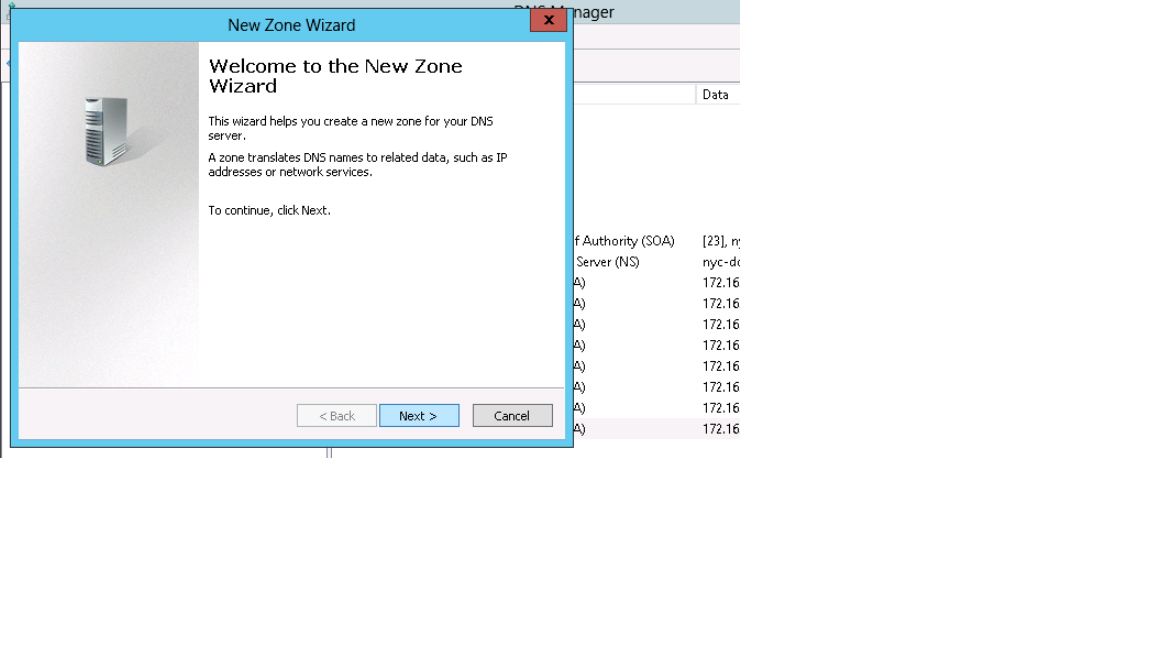 DNS Manager
New Zone Wizard
x
Welcome to the New Zone
Wizard
This wizard helps you create a new zone for your DNS
server.
A zone translates DNS names to related data, such as IP
addresses or network services.
To continue, click Next.
< Back
Next >
Cancel
Data
f Authority (SOA) [23], ny
Server (NS) nyc-dc
A) 172.16
A) 172.16
A) 172.16
A) 172.16
A) 172.16
A) 172.16
A) 172.16
A) 172.16